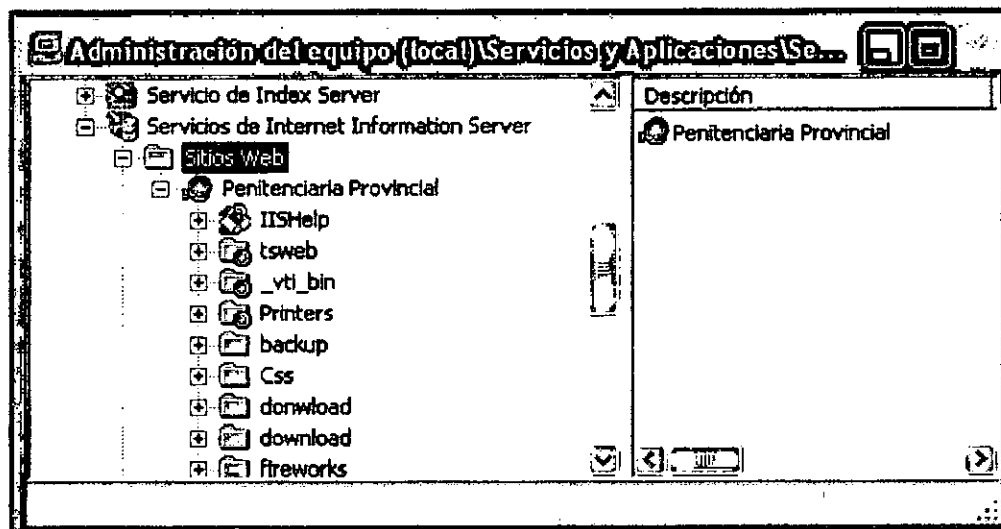 Administración del equipo (local)\Servicios y Aplicaciones\Se...
Servicio de Index Server
Servicios de Internet Information Server
Sitios Web
Penitenciaria Provincial
IISHelp
tsweb
_vti_bin
Printers
backup
Css
donwload
download
fireworks
Descripción
Penitenciaria Provincial